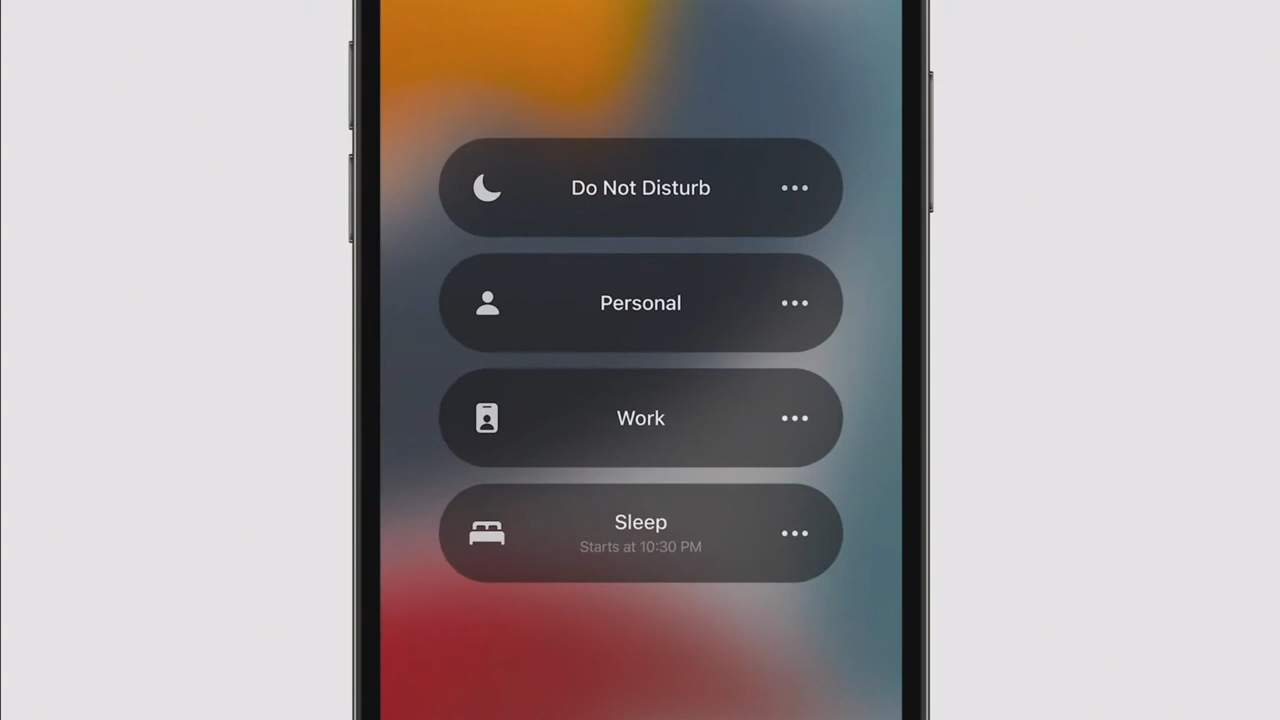 Do Not Disturb
Personal
Work
Sleep
Starts at 10:30 PM